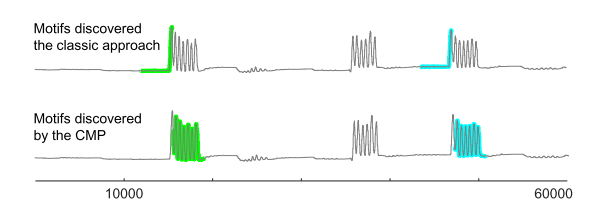 Motifs discovered
the classic approach
Motifs discovered
by the CMP
10000
60000